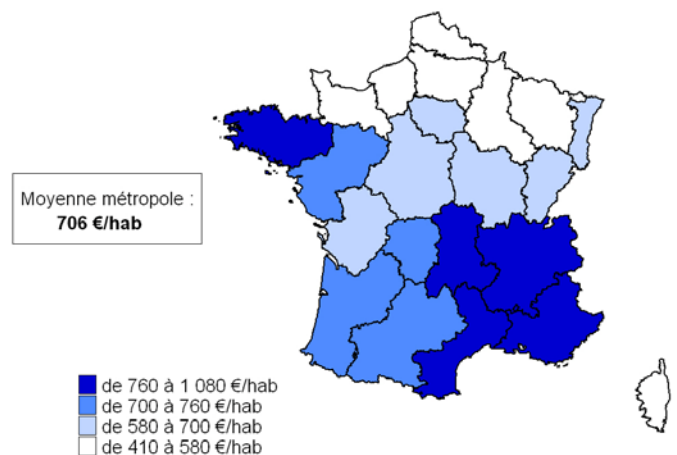 Moyenne métropole :
706 €/hab
de 760 à 1 080 €/hab
de 700 à 760 €/hab
de 580 à 700 €/hab
de 410 à 580 €/hab